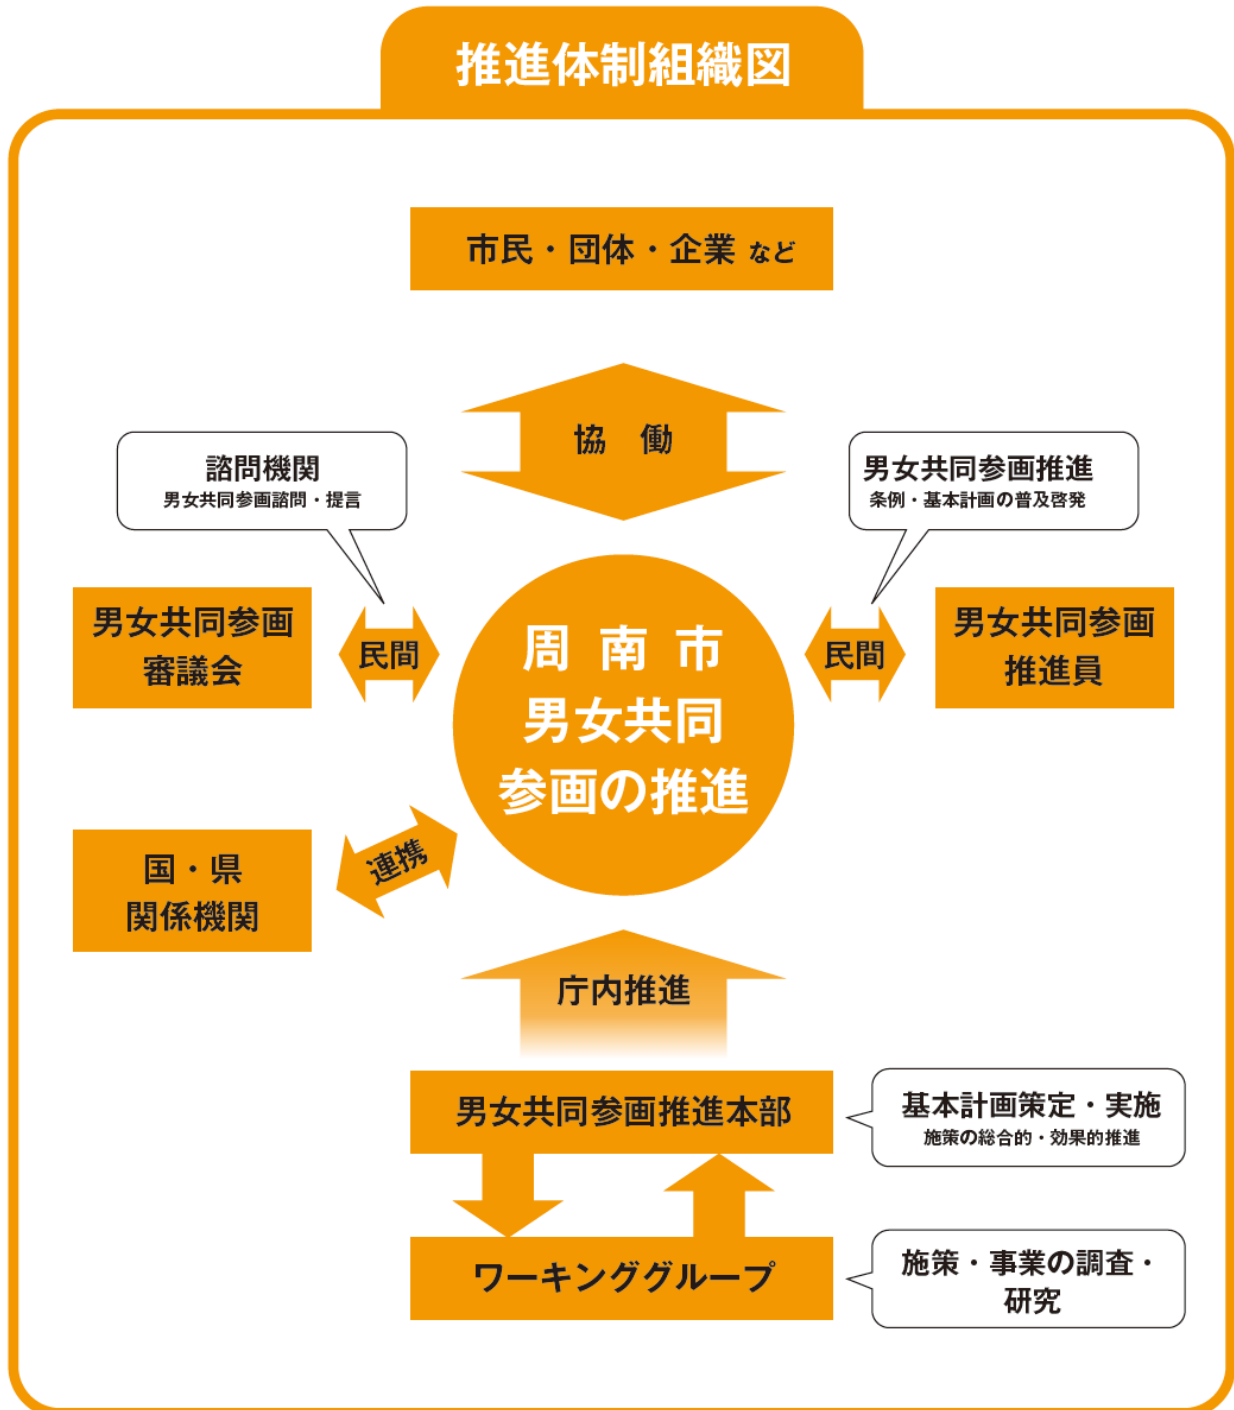 推進体制組織図
市民・団体・企業 など
協 働
諮問機関
男女共同参画諮問・提言
男女共同参画推進
条例・基本計画の普及啓発
男女共同参画
審議会
民間
周南市
男女共同
参画の推進
民間
男女共同参画
推進員
国・県
関係機関
連携
庁内推進
男女共同参画推進本部
基本計画策定・実施
施策の総合的・効果的推進
ワーキンググループ
施策・事業の調査・
研究